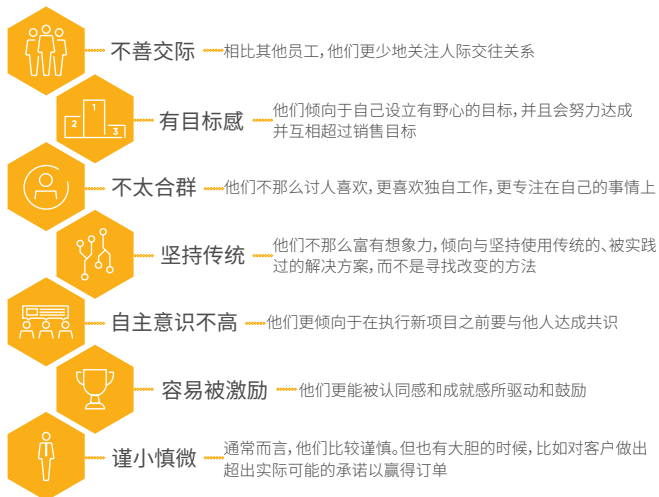 不善交际
相比其他员工，他们更少地关注人际交往关系
1
2
3
有目标感
他们倾向于自己设立有野心的目标，并且会努力达成
并互相超过销售目标
不太合群
他们不那么讨人喜欢，更喜欢独自工作，更专注在自己的事情上
坚持传统
他们不那么富有想象力，倾向与坚持使用传统的、被实践
过的解决方案，而不是寻找改变的方法
自主意识不高
他们更倾向于在执行新项目之前要与他人达成共识
容易被激励
他们更能被认同感和成就感所驱动和鼓励
谨小慎微
通常而言，他们比较谨慎。但也有大胆的时候，比如对客户做出
超出实际可能的承诺以赢得订单